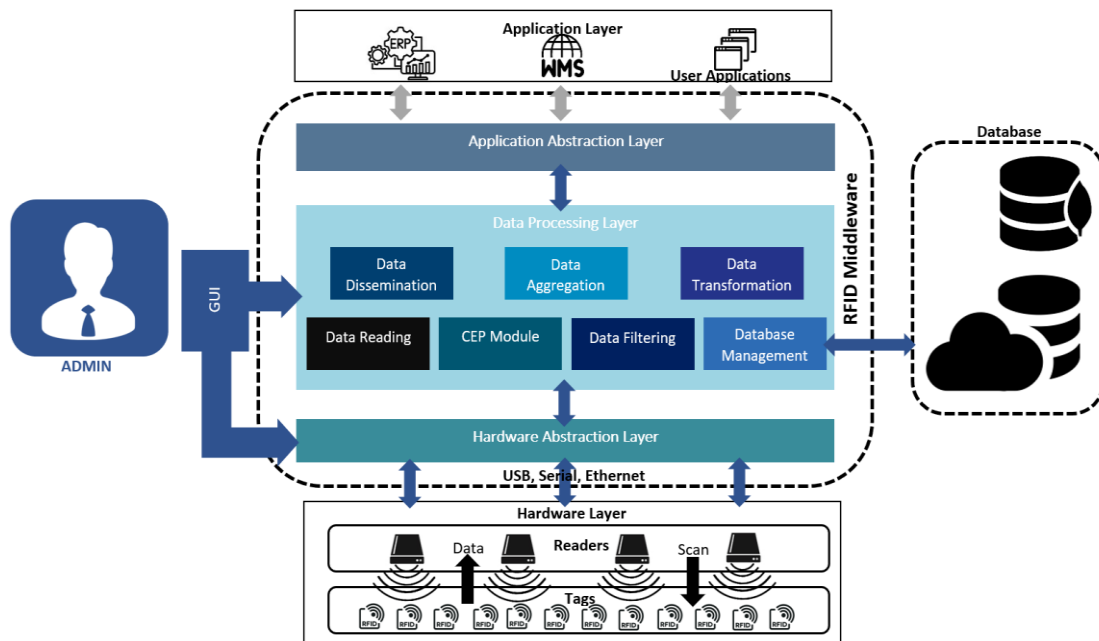 Application Layer
ERP
WMS
User Applications
Application Abstraction Layer
Database
Data Processing Layer
Data
Dissemination
Data
Aggregation
Data
Transformation
RFID Middleware
GUI
ADMIN
Data Reading
CEP Module
Data Filtering
Database
Management
Hardware Abstraction Layer
USB, Serial, Ethernet
Hardware Layer
Data
Readers
Scan
Tags
RFID
RFID
RFID
RFID
RFID
RFID
RFID
RFID
RFID
RFID
RFID
RFID